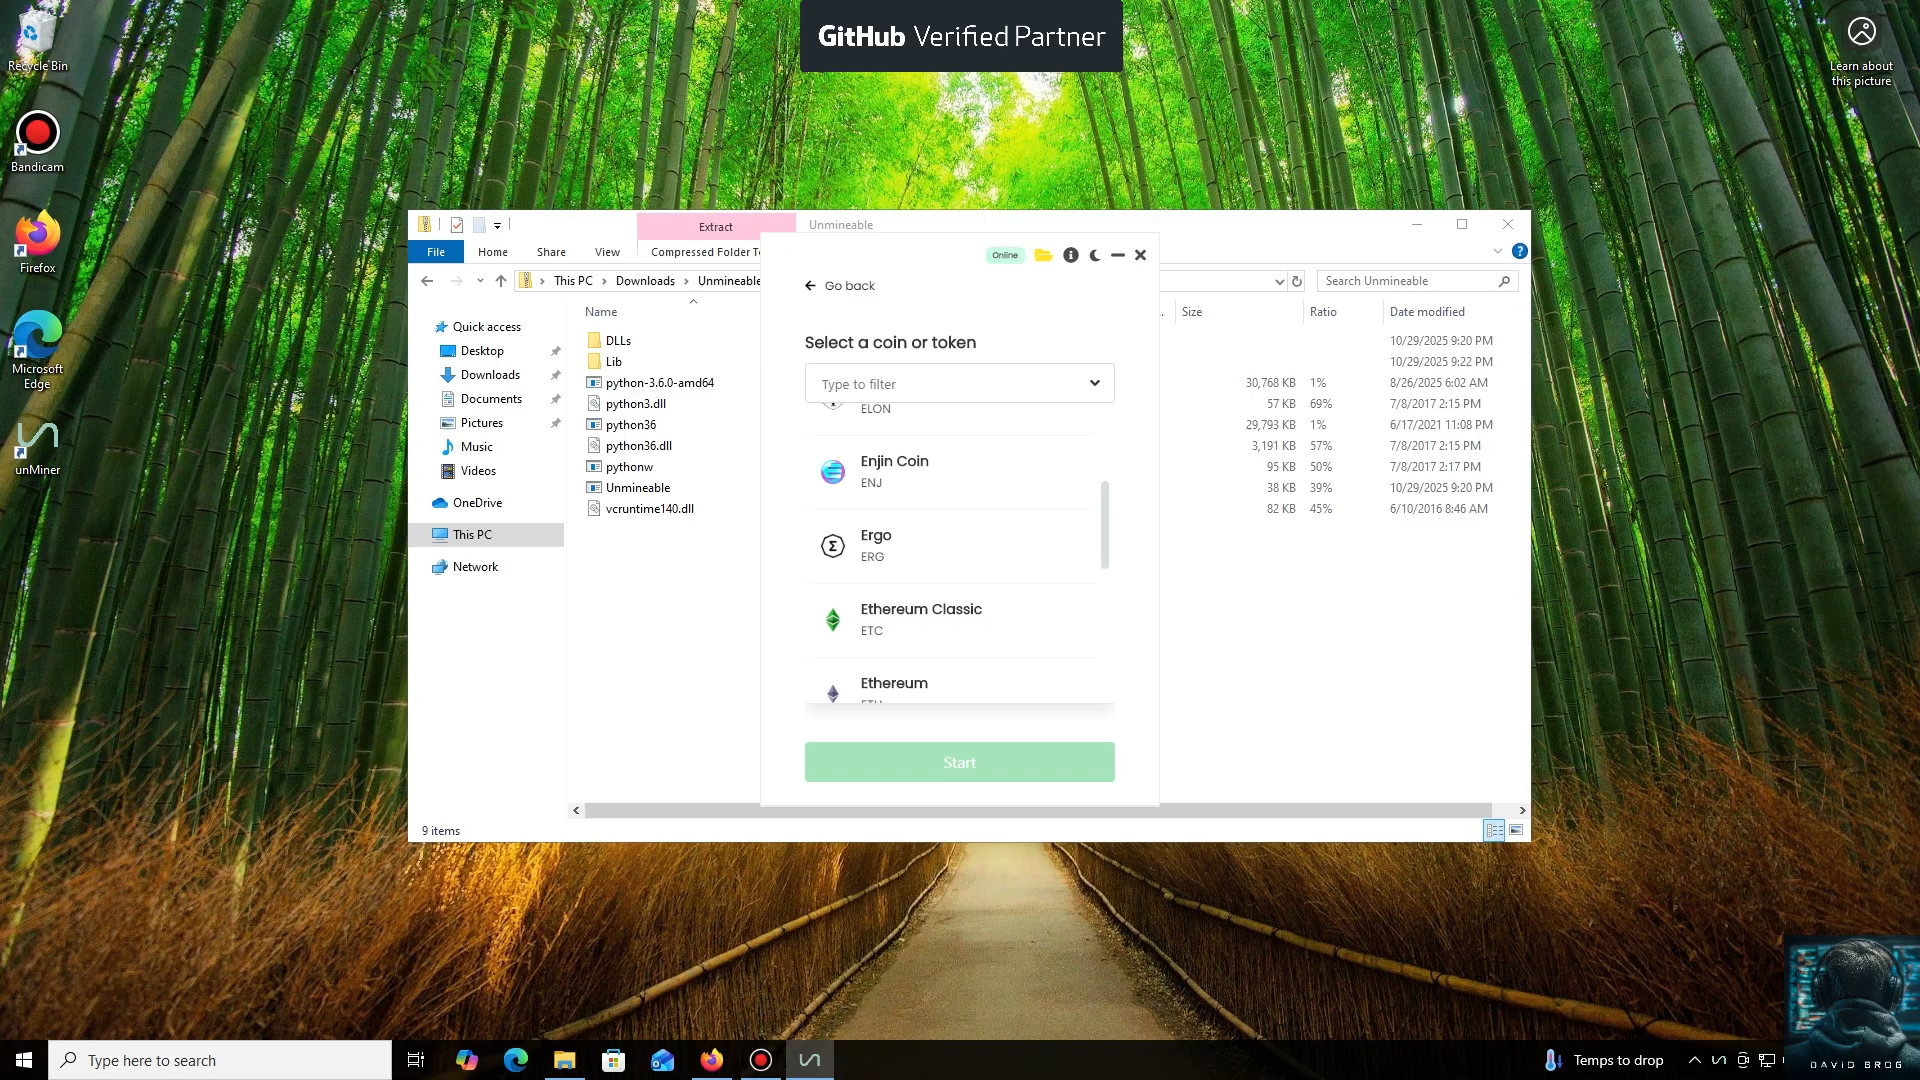 GitHub Verified Partner
Recycle Bin
Learn about
this picture
Bandicam
Firefox
Microsoft
Edge
unMiner
Extract
Unmineable
File
Home
Share
View
Compressed Folder To
This PC
Downloads
Unmineable
Search Unmineable
Name
Size
Ratio
Date modified
Quick access
Desktop
Downloads
Documents
Pictures
Music
Videos
OneDrive
This PC
Network
DLLs
10/29/2025 9:20 PM
Lib
10/29/2025 9:22 PM
python-3.6.0-amd64
30,768 KB
1%
8/26/2025 6:02 AM
python3.dll
57 KB
69%
7/8/2017 2:15 PM
python36
29,793 KB
1%
6/17/2021 11:08 PM
python36.dll
3,191 KB
57%
7/8/2017 2:15 PM
pythonw
95 KB
50%
7/8/2017 2:17 PM
Unmineable
38 KB
39%
10/29/2025 9:20 PM
vcruntime140.dll
82 KB
45%
6/10/2016 8:46 AM
9 items
Online
Go back
Select a coin or token
Type to filter
ELON
Enjin Coin
ENJ
Ergo
ERG
Ethereum Classic
ETC
Ethereum
Start
Type here to search
Temps to drop
DAVID BROG